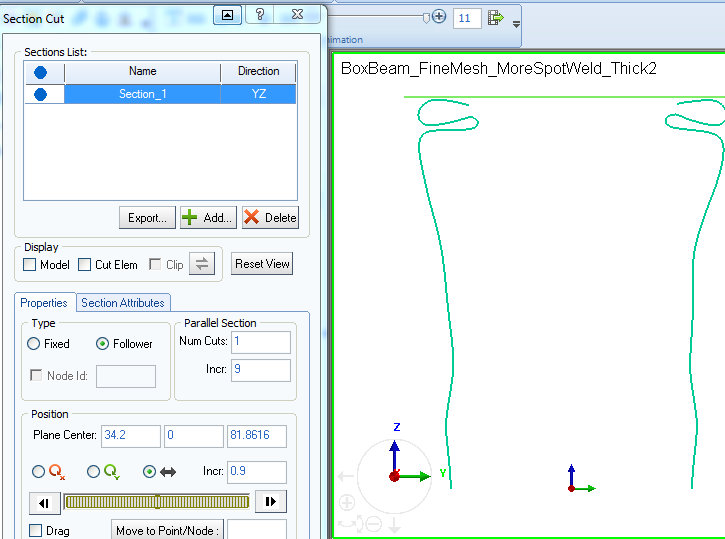 Section Cut
11
imation
Sections List:
Name Direction
Section_1 YZ
Export... Add... Delete
Display
Model Cut Elem Clip Reset View
Properties Section Attributes
Type
Fixed Follower
Node Id:
Parallel Section
Num Cuts: 1
Incr: 9
Position
Plane Center: 34.2 0 81.8616
Incr: 0.9
Drag Move to Point/Node :
BoxBeam_FineMesh_MoreSpotWeld_Thick2
Z
Y